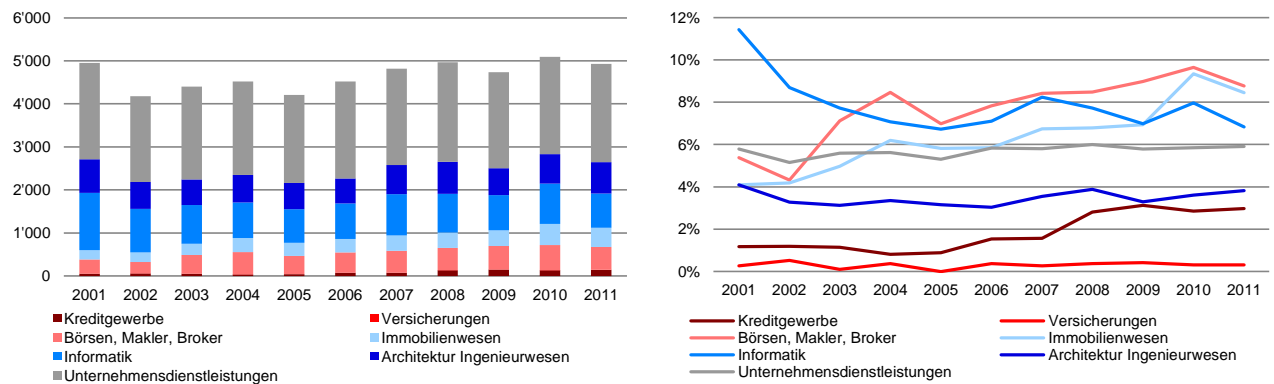 6'000
5'000
4'000
3'000
2'000
1'000
0
2001 2002 2003 2004 2005 2006 2007 2008 2009 2010 2011
Kreditgewerbe Versicherungen
Börsen, Makler, Broker Immobilienwesen
Informatik Architektur Ingenieurwesen
Unternehmensdienstleistungen
12%
10%
8%
6%
4%
2%
0%
2001 2002 2003 2004 2005 2006 2007 2008 2009 2010 2011
Kreditgewerbe Versicherungen
Börsen, Makler, Broker Immobilienwesen
Informatik Architektur Ingenieurwesen
Unternehmensdienstleistungen